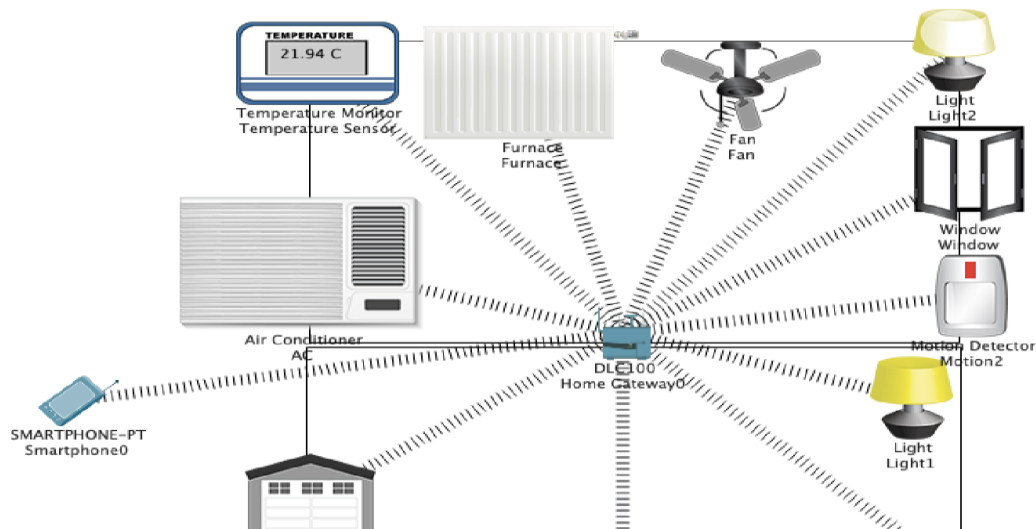 TEMPERATURE
21.94 C
Temperature Monitor
Temperature Sensor
Furnace
Furnace
Fan
Fan
Light
Light2
Window
Window
Air Conditioner
AC
Motion Detector
Motion2
DLC100
Home Gateway0
SMARTPHONE-PT
Smartphone0
Light
Light1